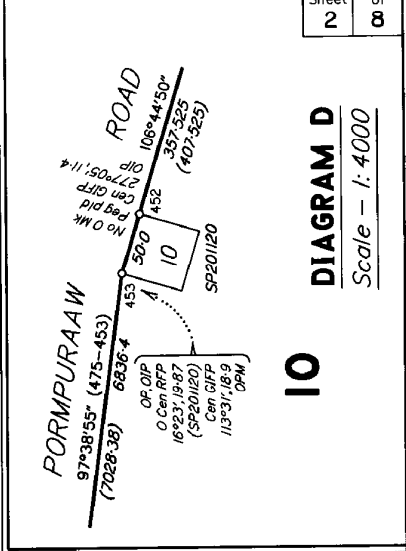 Sheet of
2 8
PORMPURAAW ROAD
97°38'55" (475-453)
6836·4
(7028·38)
453
50·0
452
106°44'50"
357·525
(407·525)
No O Mk
Peg pld
Cen GIFP
277°05', 11·4
OIP
10
SP201120
OP, OIP
O Cen RFP
16°23', 19·87
(SP201120)
Cen GIFP
113°31', 18·9
OPM
10
DIAGRAM D
Scale – 1: 4000